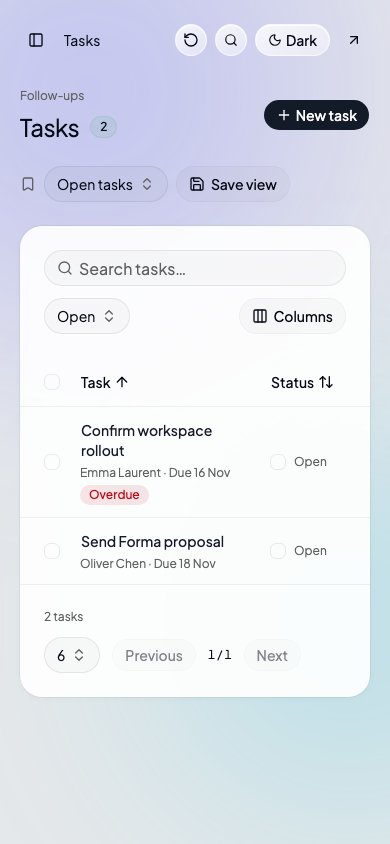 Tasks
Dark
Follow-ups
Tasks 2
New task
Open tasks
Save view
Search tasks...
Open
Columns
Task
Status
Confirm workspace
rollout
Emma Laurent · Due 16 Nov
Overdue
Open
Send Forma proposal
Oliver Chen · Due 18 Nov
Open
2 tasks
6
Previous
1/1
Next